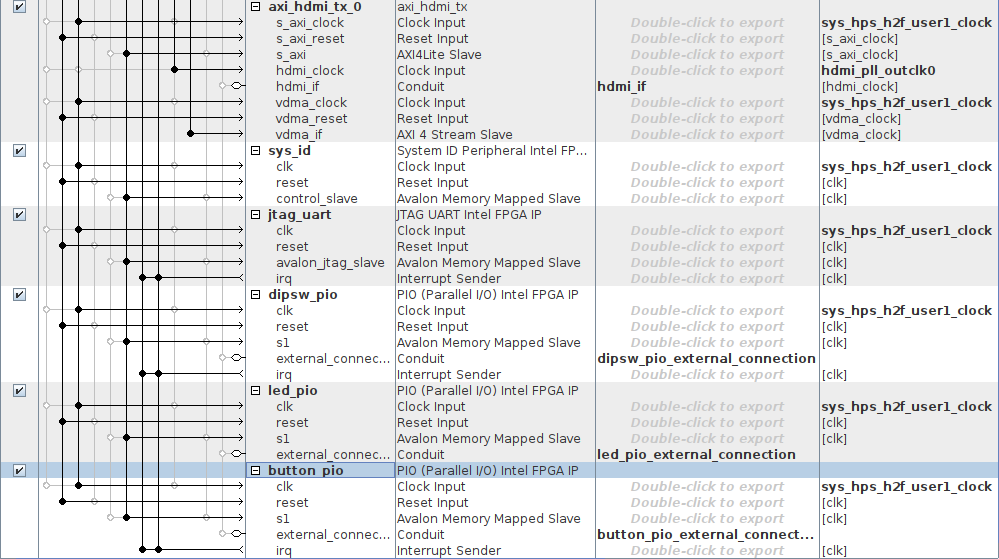 axi_hdmi_tx_0 axi_hdmi_tx
s_axi_clock Clock Input Double-click to export sys_hps_h2f_user1_clock
s_axi_reset Reset Input Double-click to export [s_axi_clock]
s_axi AXI4Lite Slave Double-click to export [s_axi_clock]
hdmi_clock Clock Input Double-click to export hdmi_pll_outclk0
hdmi_if Conduit hdmi_if [hdmi_clock]
vdma_clock Clock Input Double-click to export sys_hps_h2f_user1_clock
vdma_reset Reset Input Double-click to export [vdma_clock]
vdma_if AXI 4 Stream Slave Double-click to export [vdma_clock]
sys_id System ID Peripheral Intel FP...
clk Clock Input Double-click to export sys_hps_h2f_user1_clock
reset Reset Input Double-click to export [clk]
control_slave Avalon Memory Mapped Slave Double-click to export [clk]
jtag_uart JTAG UART Intel FPGA IP
clk Clock Input Double-click to export sys_hps_h2f_user1_clock
reset Reset Input Double-click to export [clk]
avalon_jtag_slave Avalon Memory Mapped Slave Double-click to export [clk]
irq Interrupt Sender Double-click to export [clk]
dipsw_pio PIO (Parallel I/O) Intel FPGA IP
clk Clock Input Double-click to export sys_hps_h2f_user1_clock
reset Reset Input Double-click to export [clk]
s1 Avalon Memory Mapped Slave Double-click to export [clk]
external_connec... Conduit dipsw_pio_external_connection
irq Interrupt Sender Double-click to export [clk]
led_pio PIO (Parallel I/O) Intel FPGA IP
clk Clock Input Double-click to export sys_hps_h2f_user1_clock
reset Reset Input Double-click to export [clk]
s1 Avalon Memory Mapped Slave Double-click to export [clk]
external_connec... Conduit led_pio_external_connection
button_pio PIO (Parallel I/O) Intel FPGA IP
clk Clock Input Double-click to export sys_hps_h2f_user1_clock
reset Reset Input Double-click to export [clk]
s1 Avalon Memory Mapped Slave Double-click to export [clk]
external_connec... Conduit button_pio_external_connect...
irq Interrupt Sender Double-click to export [clk]